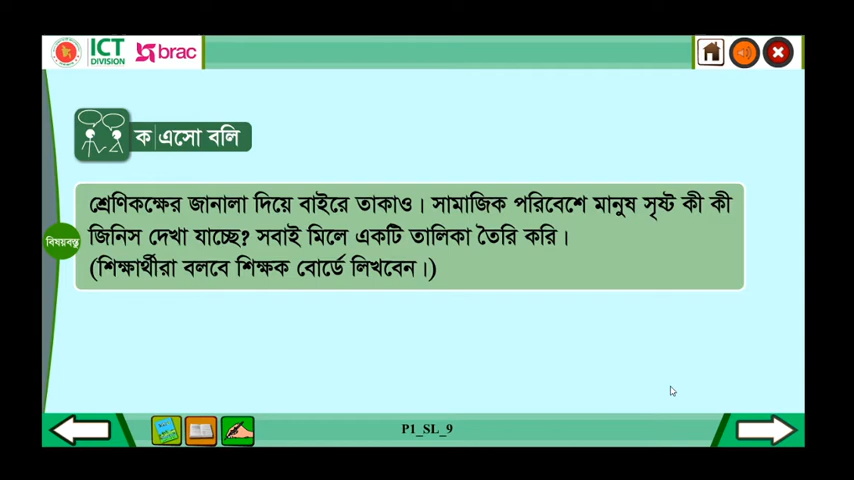 ICT
DIVISION
brac
ক এসো বলি
শ্রেণিকক্ষের জানালা দিয়ে বাইরে তাকাও। সামাজিক পরিবেশে মানুষ সৃষ্ট কী কী
জিনিস দেখা যাচ্ছে? সবাই মিলে একটি তালিকা তৈরি করি।
(শিক্ষার্থীরা বলবে শিক্ষক বোর্ডে লিখবেন।)
বিষয়বস্তু
P1_SL_9